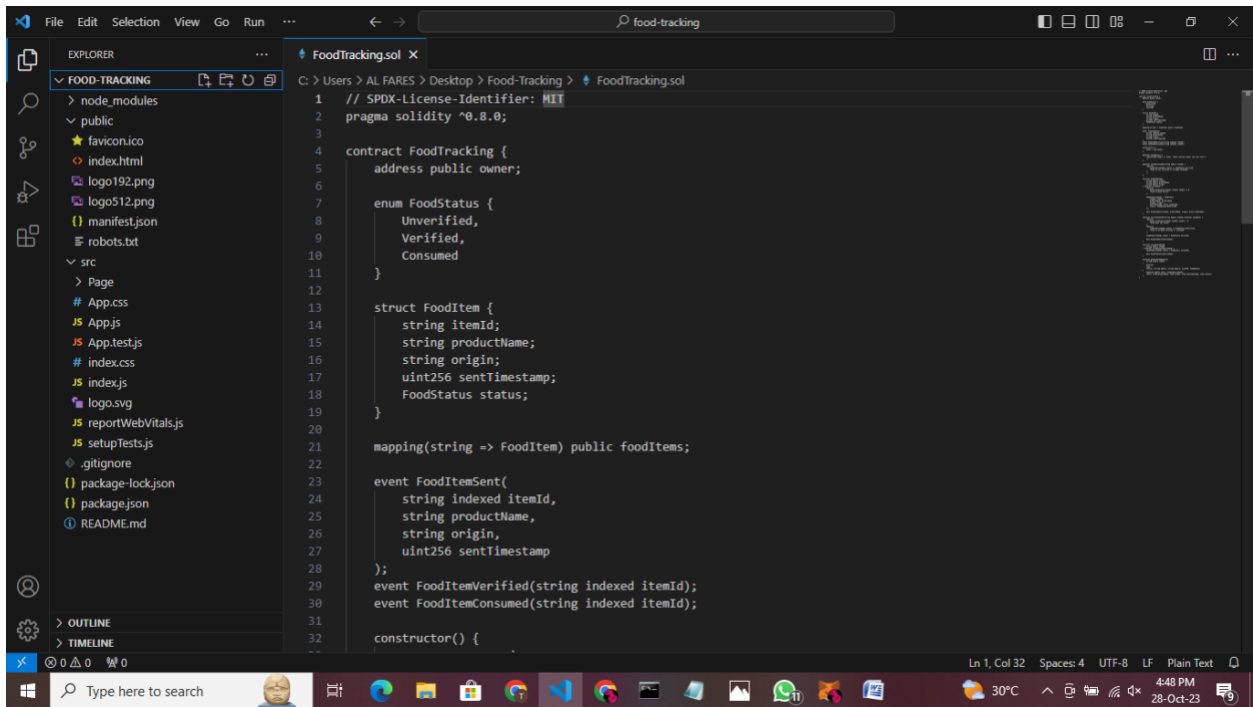 File Edit Selection View Go Run ··· food-tracking
EXPLORER ···
FOOD-TRACKING
node_modules
public
favicon.ico
index.html
logo192.png
logo512.png
manifest.json
robots.txt
src
Page
App.css
App.js
App.test.js
index.css
index.js
logo.svg
reportWebVitals.js
setupTests.js
.gitignore
package-lock.json
package.json
README.md
OUTLINE
TIMELINE
FoodTracking.sol
C: > Users > AL FARES > Desktop > Food-Tracking > FoodTracking.sol
1 // SPDX-License-Identifier: MIT
2 pragma solidity ^0.8.0;
3
4 contract FoodTracking {
5 address public owner;
6
7 enum FoodStatus {
8 Unverified,
9 Verified,
10 Consumed
11 }
12
13 struct FoodItem {
14 string itemId;
15 string productName;
16 string origin;
17 uint256 sentTimestamp;
18 FoodStatus status;
19 }
20
21 mapping(string => FoodItem) public foodItems;
22
23 event FoodItemSent(
24 string indexed itemId,
25 string productName,
26 string origin,
27 uint256 sentTimestamp
28 );
29 event FoodItemVerified(string indexed itemId);
30 event FoodItemConsumed(string indexed itemId);
31
32 constructor() {
0 0 0 Ln 1, Col 32 Spaces: 4 UTF-8 LF Plain Text
Type here to search 11 30°C 4:48 PM
28-Oct-23 9